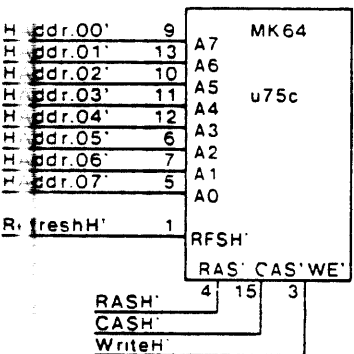 H ddr.00' 9 A7 MK64
H ddr.01' 13 A6
H ddr.02' 10 A5 u75c
H ddr.03' 11 A4
H ddr.04' 12 A3
H ddr.05' 6 A2
H ddr.06' 7 A1
H ddr.07' 5 A0
R freshH' 1 RFSH'
RAS' CAS' WE'
4 15 3
RASH'
CASH'
WriteH'